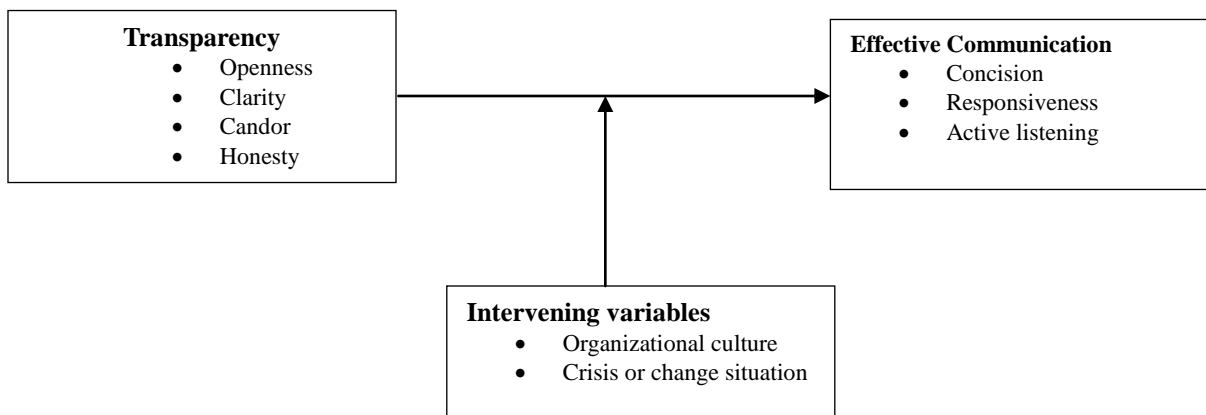 Transparency
• Openness
• Clarity
• Candor
• Honesty
Effective Communication
• Concision
• Responsiveness
• Active listening
Intervening variables
• Organizational culture
• Crisis or change situation